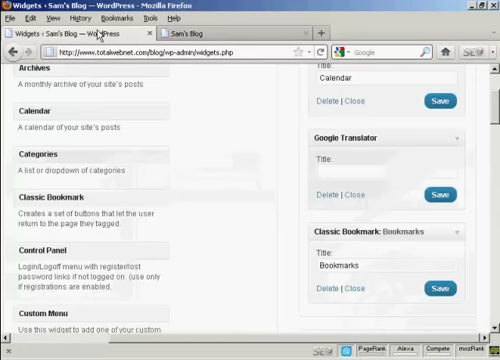 Widgets ‹ Sam's Blog — WordPress - Mozilla Firefox
File Edit View History Bookmarks Tools Help
Widgets ‹ Sam's Blog — WordPress
Sam's Blog
http://www.totalwebnet.com/blog/wp-admin/widgets.php
Google
Archives
A monthly archive of your site's posts
Calendar
A calendar of your site's posts
Categories
A list or dropdown of categories
Classic Bookmark
Creates a set of buttons that let the user
return to the page they tagged.
Control Panel
Login/Logoff menu with register/lost
password links if not logged on. (use only
if registrations are enabled.
Custom Menu
Use this widget to add one of your custom
Title:
Calendar
Delete | Close
Save
Google Translator
Title:
Delete | Close
Save
Classic Bookmark: Bookmarks
Title:
Bookmarks
Delete | Close
Save
PageRank
Alexa
Compete
mozRank